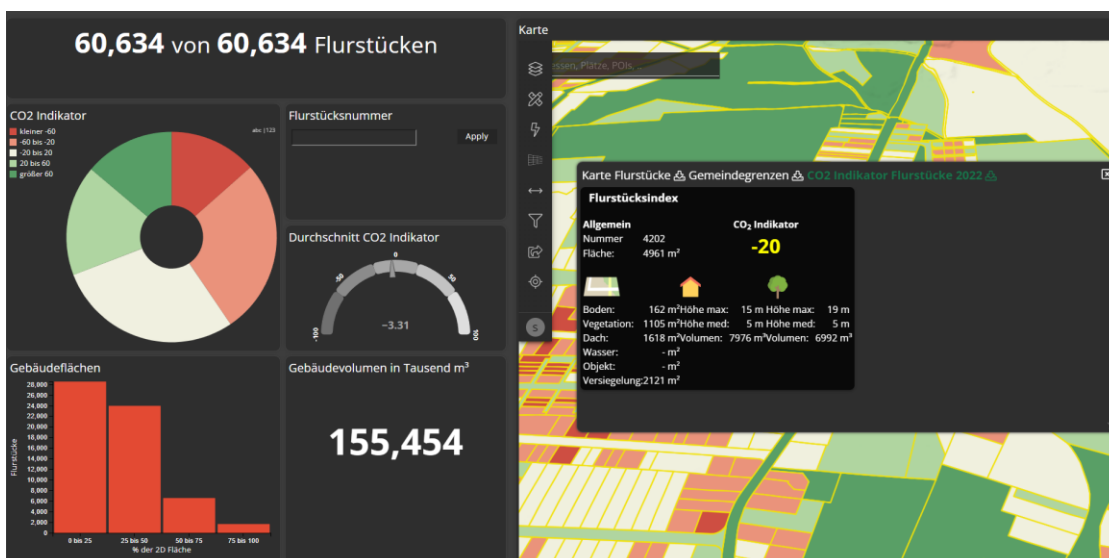 60,634 von 60,634 Flurstücken
CO2 Indikator
kleiner -60
-60 bis -20
-20 bis 20
20 bis 60
größer 60
abc |123
Flurstücksnummer
Apply
Durchschnitt CO2 Indikator
-100
-50
0
50
100
−3.31
Gebäudeflächen
Flurstücke
28,000
26,000
24,000
22,000
20,000
18,000
16,000
14,000
12,000
10,000
8,000
6,000
4,000
2,000
0
0 bis 25 25 bis 50 50 bis 75 75 bis 100
% der 2D Fläche
Gebäudevolumen in Tausend m³
155,454
Karte
essen, Plätze, POIs, ...
S
Karte Flurstücke Gemeindegrenzen CO2 Indikator Flurstücke 2022
Flurstücksindex
Allgemein CO₂ Indikator
Nummer 4202
-20
Fläche: 4961 m²
Boden: 162 m² Höhe max: 15 m Höhe max: 19 m
Vegetation: 1105 m² Höhe med: 5 m Höhe med: 5 m
Dach: 1618 m² Volumen: 7976 m³ Volumen: 6992 m³
Wasser: - m²
Objekt: - m²
Versiegelung: 2121 m²